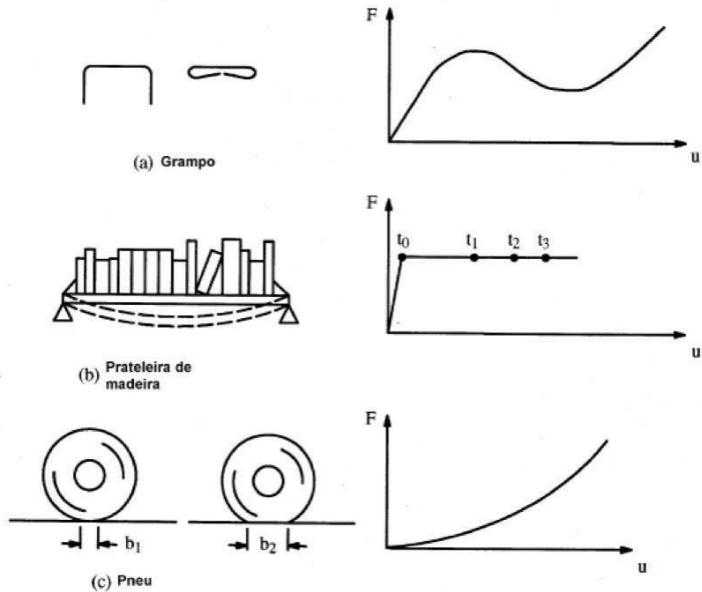 F
u
(a) Grampo
F
t₀ t₁ t₂ t₃
u
(b) Prateleira de
madeira
F
b₁ b₂
u
(c) Pneu